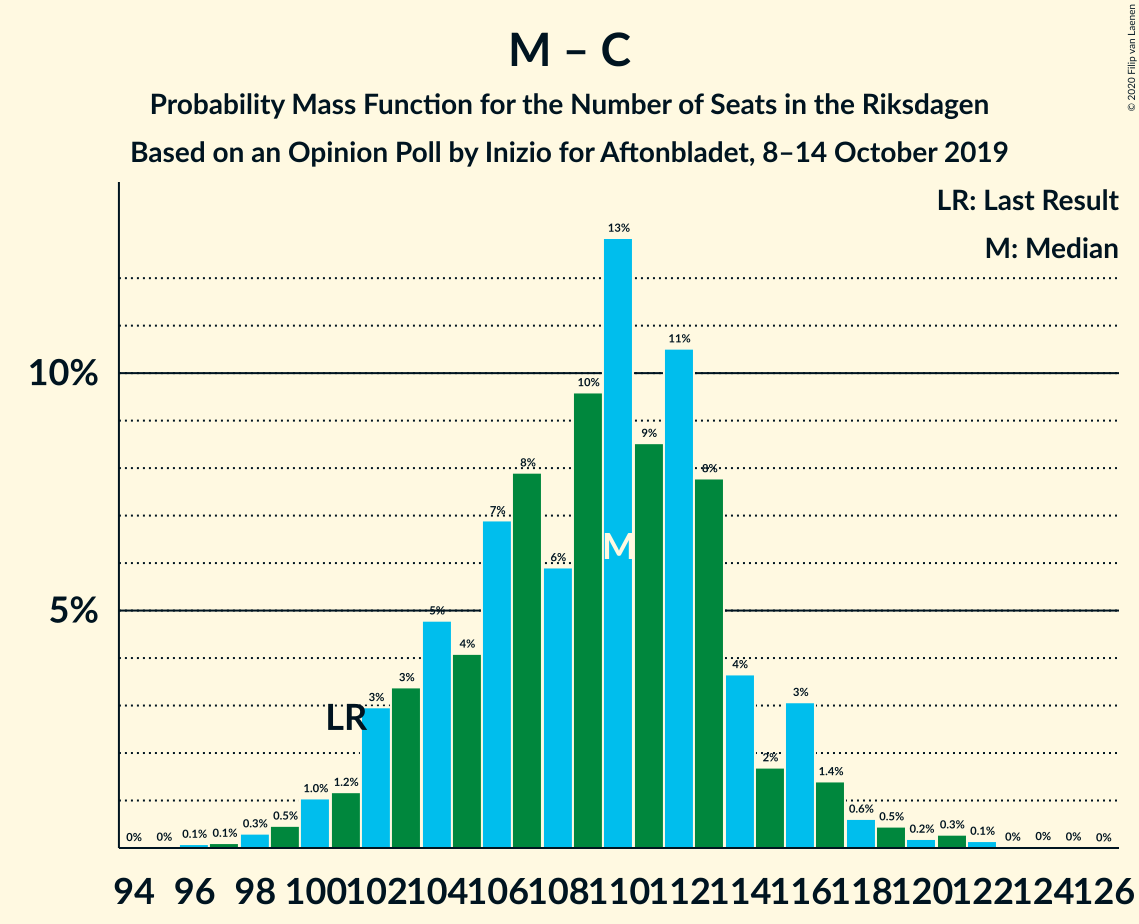 M – C
Probability Mass Function for the Number of Seats in the Riksdagen
Based on an Opinion Poll by Inizio for Aftonbladet, 8–14 October 2019
© 2020 Filip van Laenen
LR: Last Result
M: Median
10%
5%
0% 0% 0.1% 0.1% 0.3% 0.5% 1.0% 1.2% 3% 3% 5% 4% 7% 8% 6% 10% 13% 9% 11% 8% 4% 2% 3% 1.4% 0.6% 0.5% 0.2% 0.3% 0.1% 0% 0% 0% 0%
LR
M
94 96 98 100 102 104 106 108 110 112 114 116 118 120 122 124 126